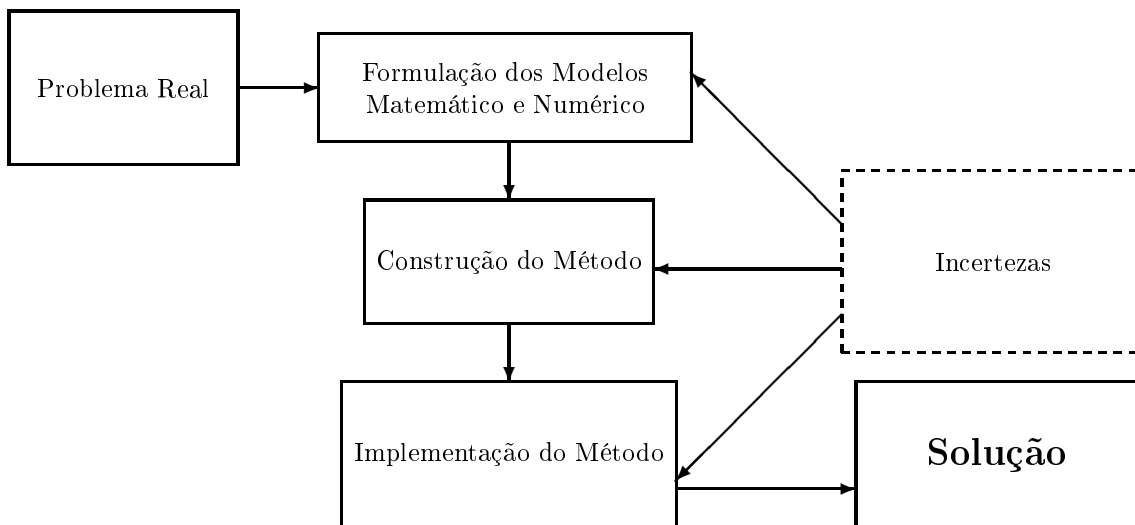 Problema Real
Formulação dos Modelos
Matemático e Numérico
Construção do Método
Incertezas
Implementação do Método
Solução